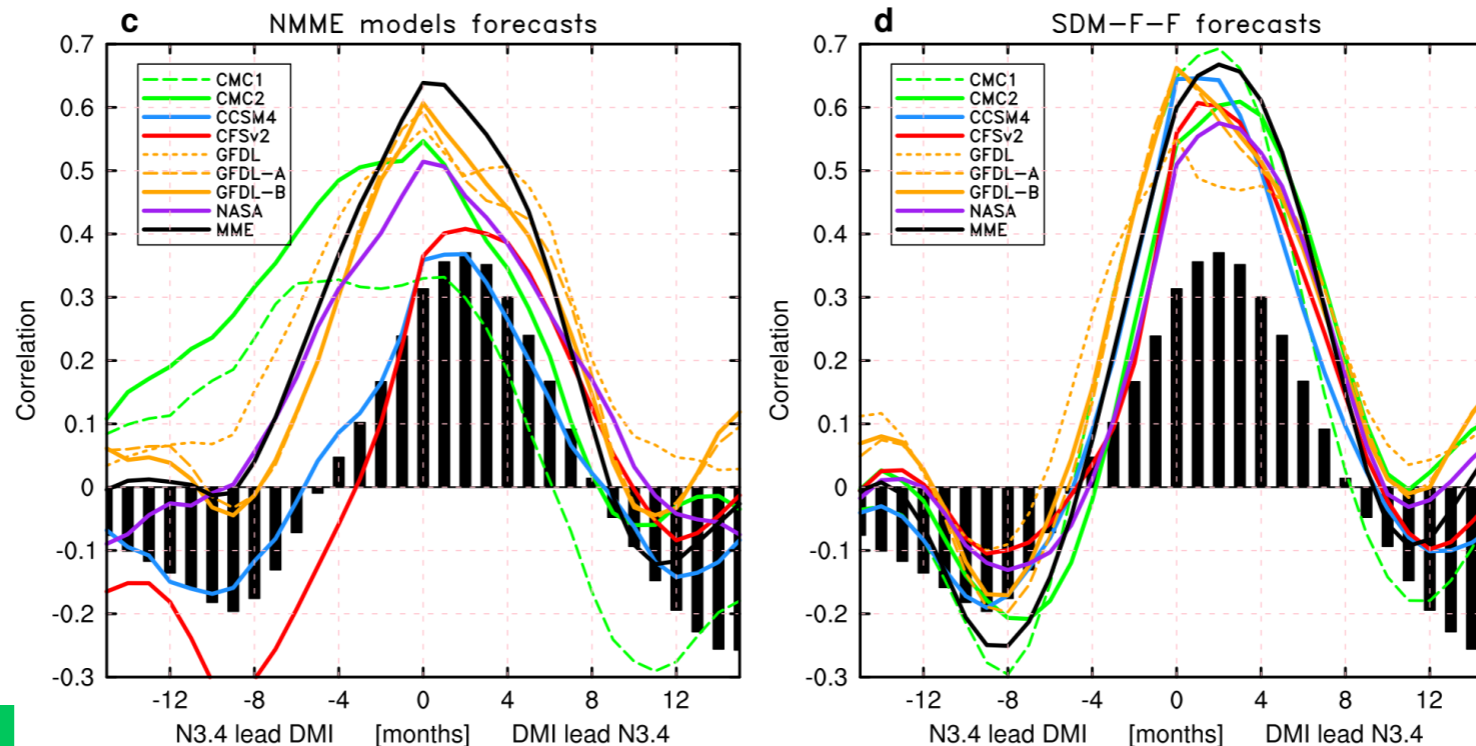 c NMME models forecasts
0.7
0.6
0.5
0.4
0.3
0.2
0.1
0
-0.1
-0.2
-0.3
Correlation
CMC1
CMC2
CCSM4
CFSv2
GFDL
GFDL-A
GFDL-B
NASA
MME
-12 -8 -4 0 4 8 12
N3.4 lead DMI [months] DMI lead N3.4
d SDM-F-F forecasts
0.7
0.6
0.5
0.4
0.3
0.2
0.1
0
-0.1
-0.2
-0.3
Correlation
CMC1
CMC2
CCSM4
CFSv2
GFDL
GFDL-A
GFDL-B
NASA
MME
-12 -8 -4 0 4 8 12
N3.4 lead DMI [months] DMI lead N3.4